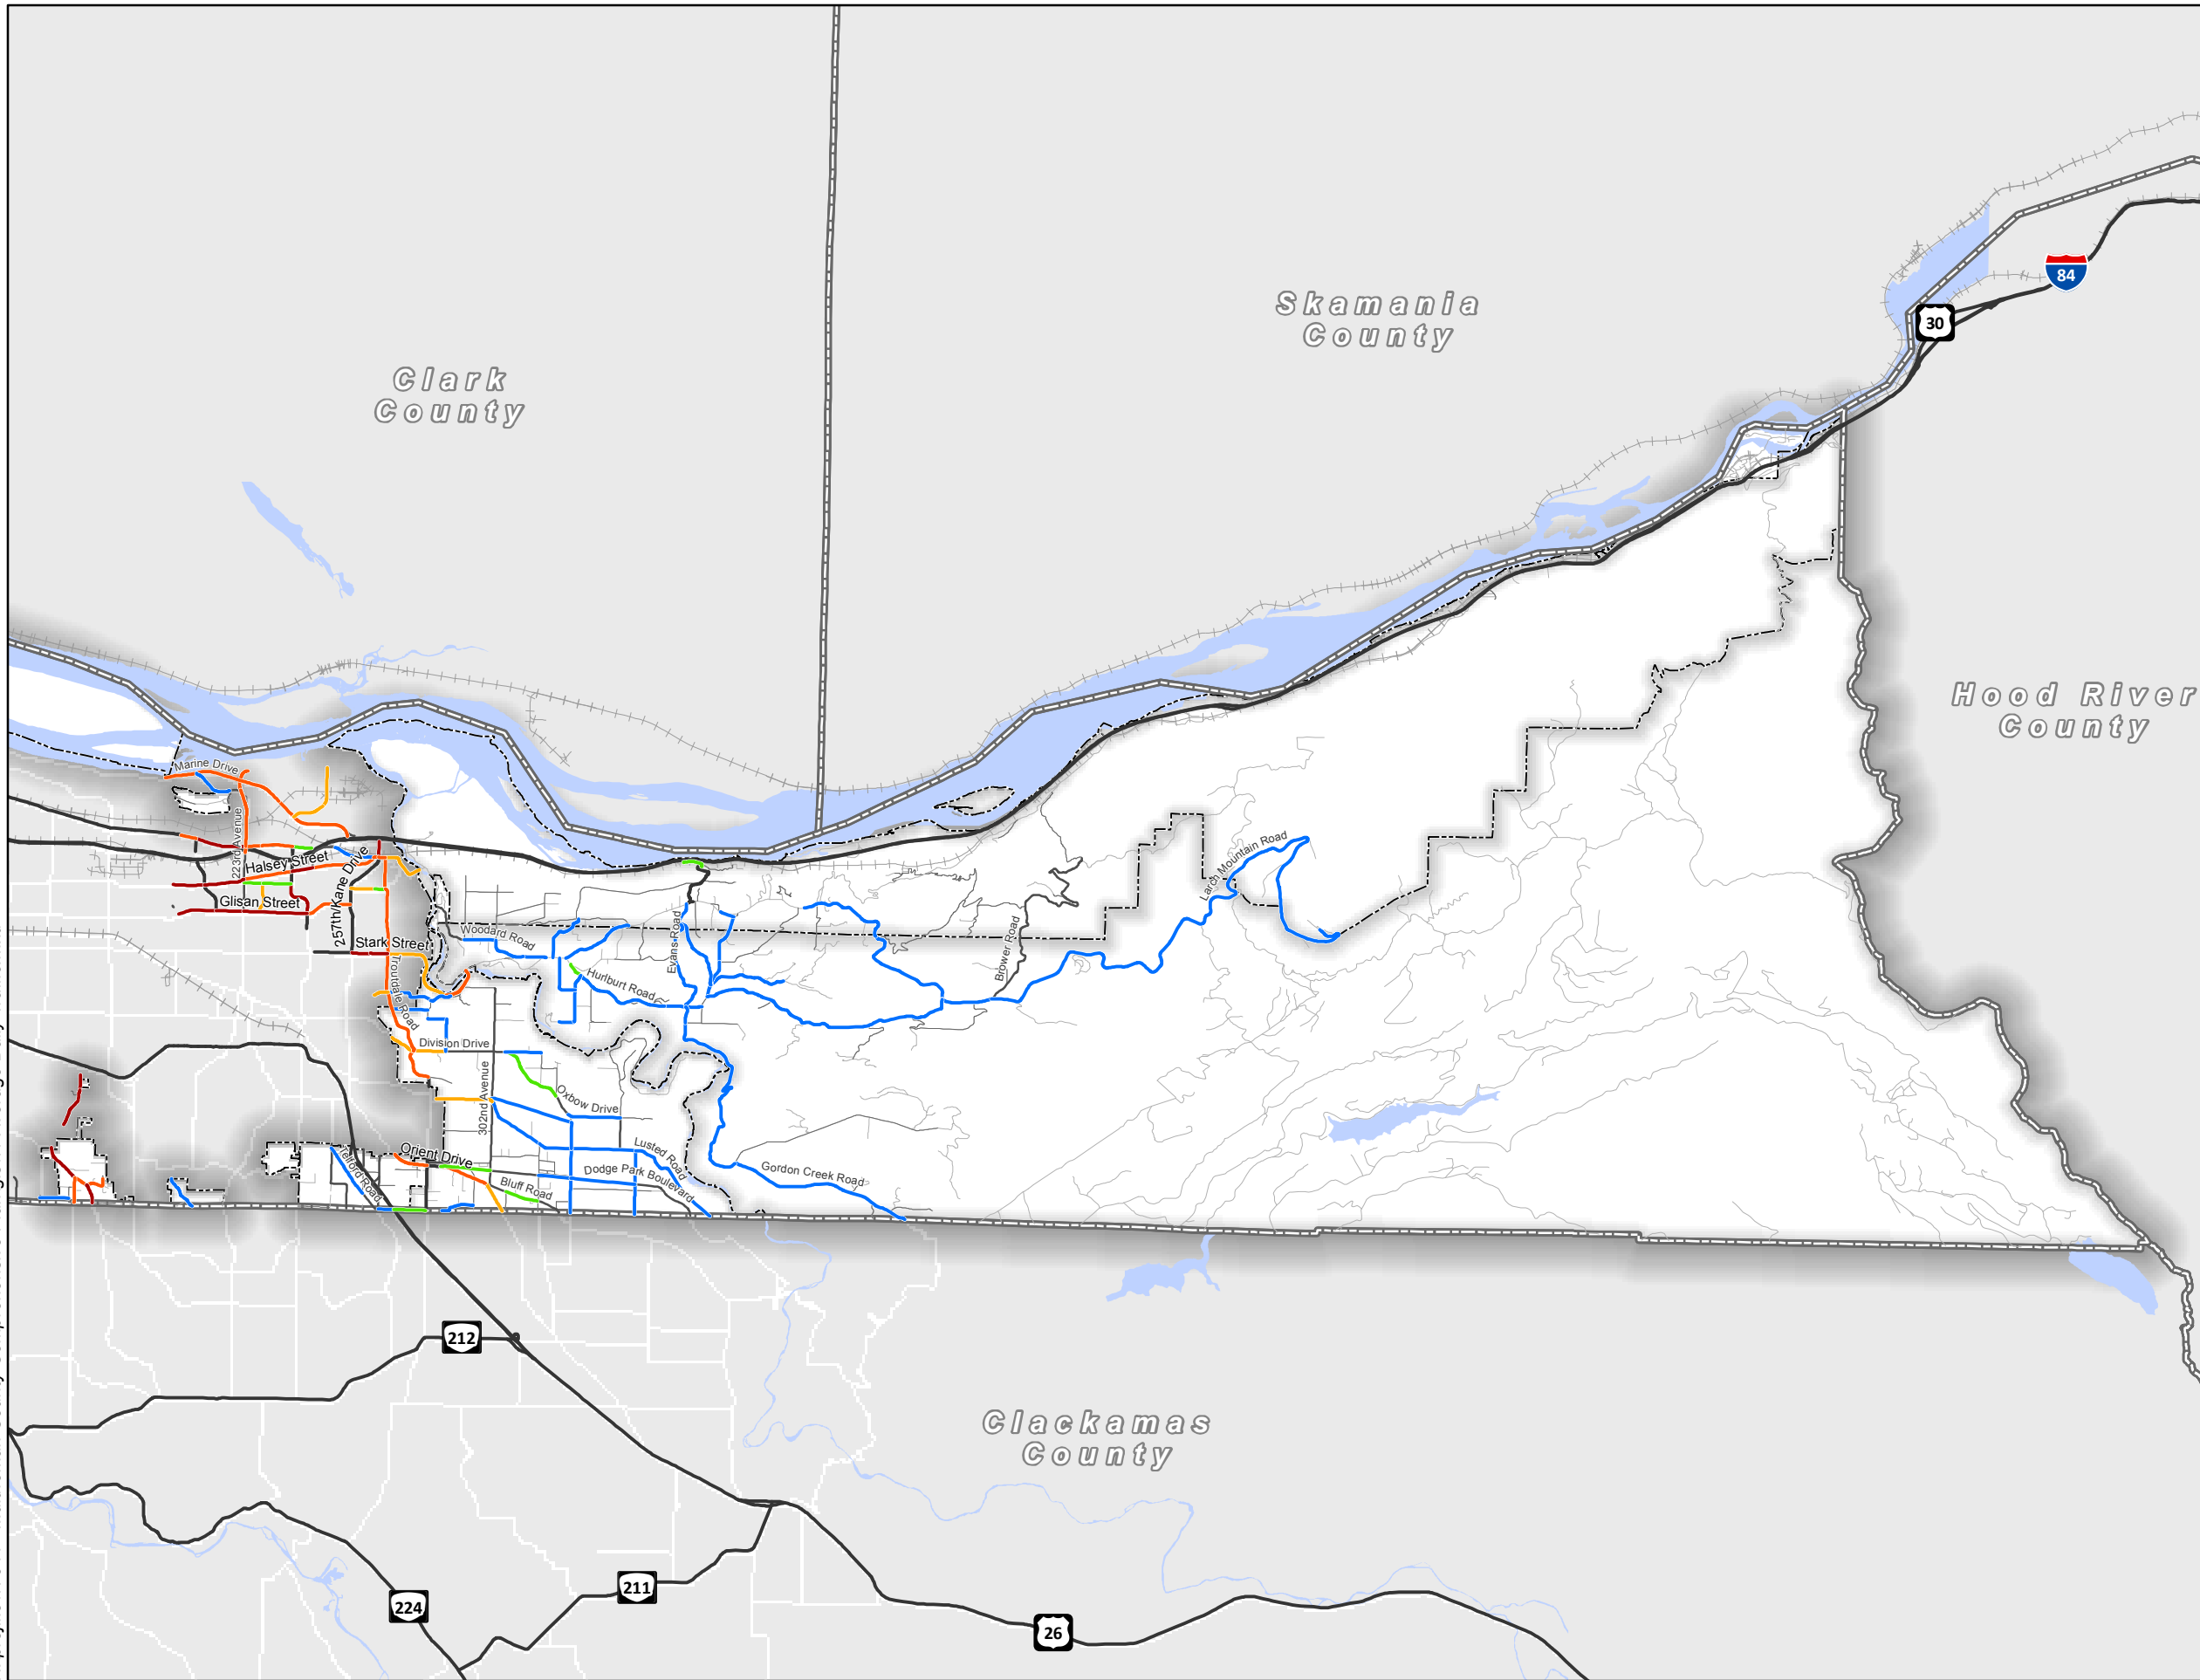 Skamania
County
84
30
Clark
County
Hood River
County
Marine Drive
223rd Avenue
Halsey Street
257th/Kane Drive
Glisan Street
Larch Mountain Road
Stark Street
Woodard Road
Evans Road
Brower Road
Hurlburt Road
Troutdale Road
Division Drive
302nd Avenue
Oxbow Drive
Orient Drive
Telford Road
Lusted Road
Dodge Park Boulevard
Gordon Creek Road
Bluff Road
212
Clackamas
County
211
224
26